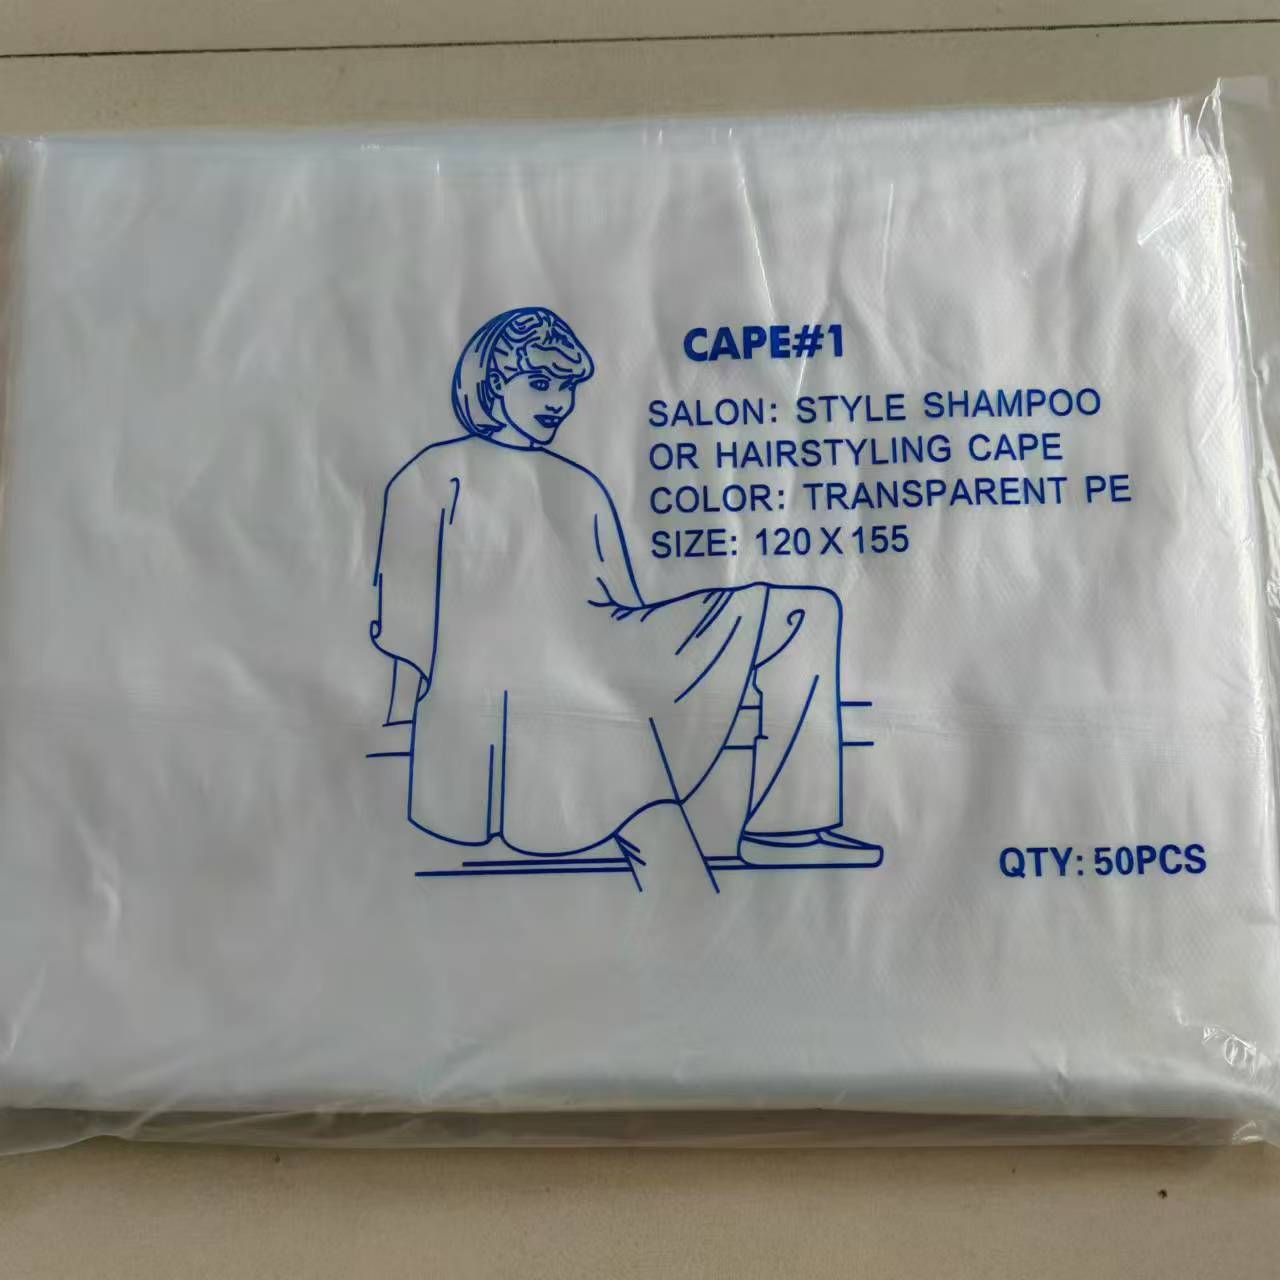 CAPE#1
SALON: STYLE SHAMPOO
OR HAIRSTYLING CAPE
COLOR: TRANSPARENT PE
SIZE: 120 X 155
QTY: 50PCS